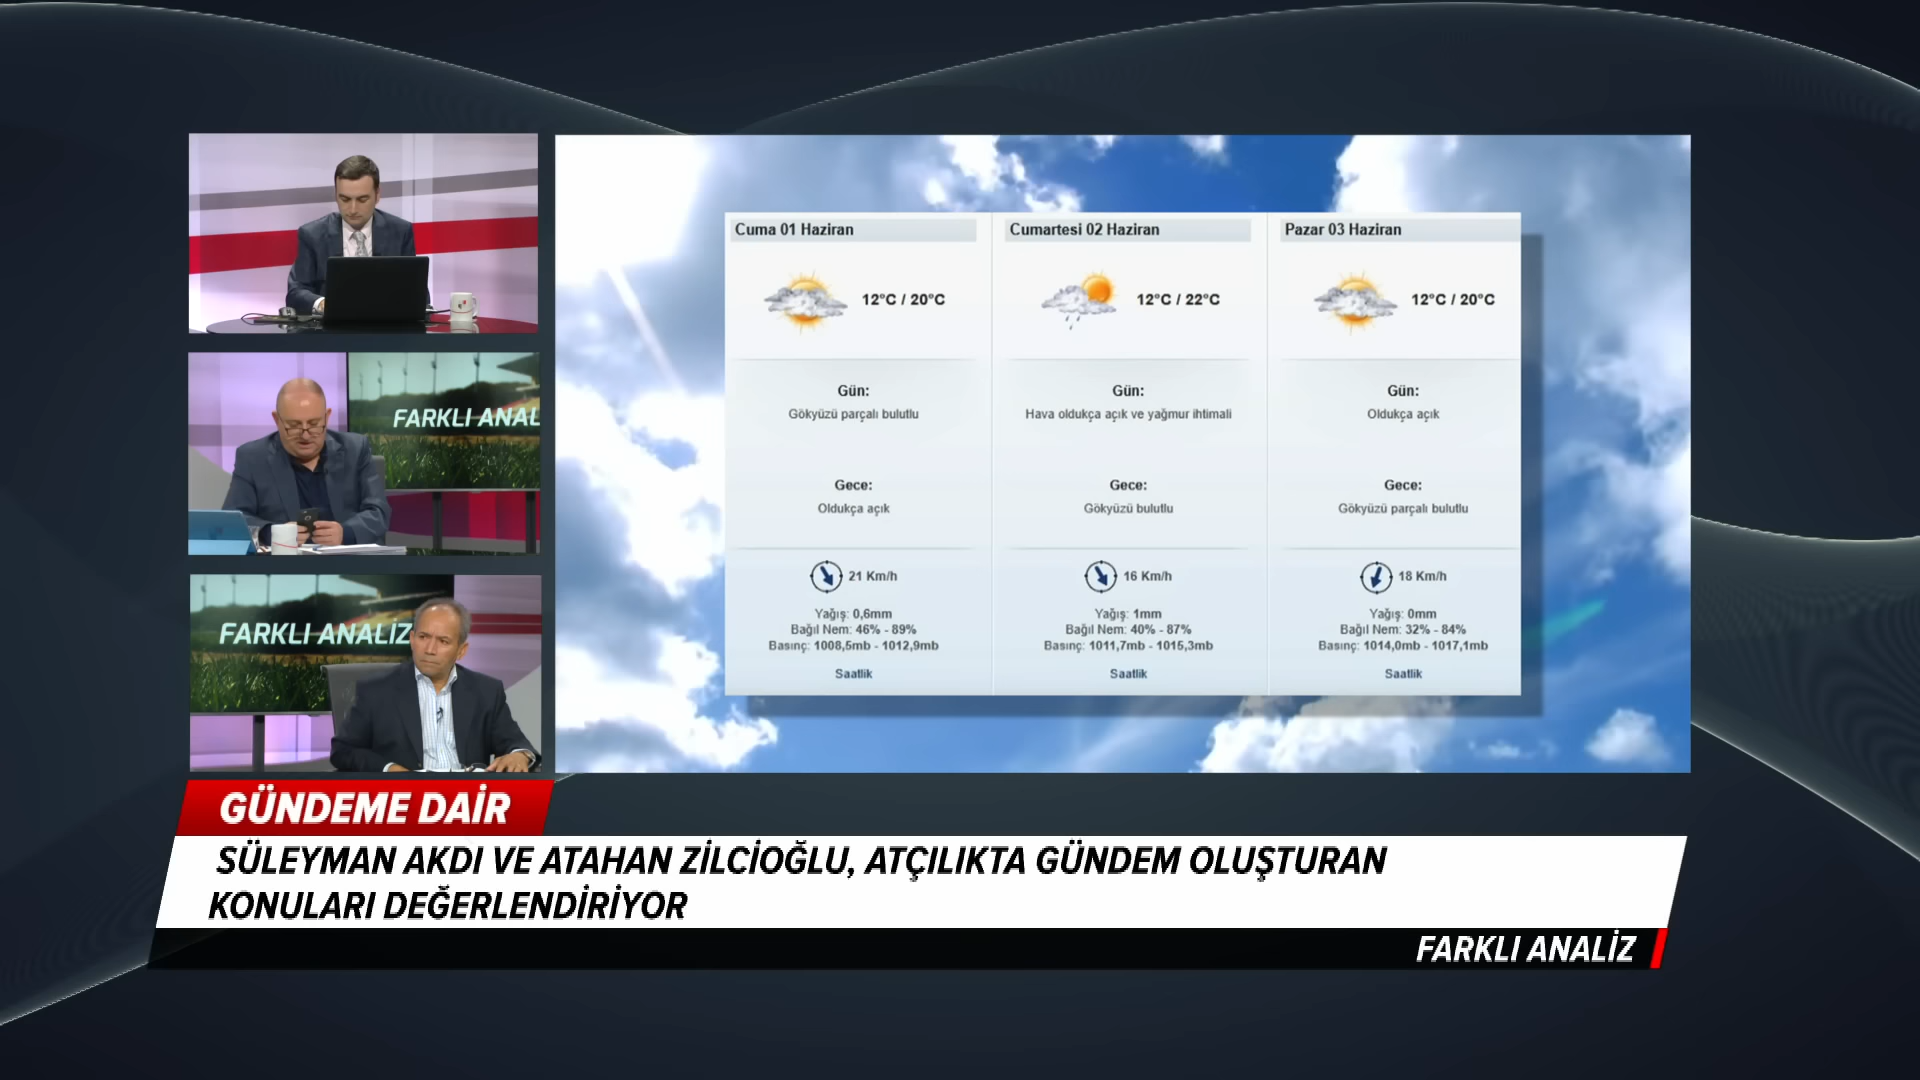 FARKLI ANAL
FARKLI ANALİZ
Cuma 01 Haziran
12°C / 20°C
Gün:
Gökyüzü parçalı bulutlu
Gece:
Oldukça açık
21 Km/h
Yağış: 0,6mm
Bağıl Nem: 46% - 89%
Basınç: 1008,5mb - 1012,9mb
Saatlik
Cumartesi 02 Haziran
12°C / 22°C
Gün:
Hava oldukça açık ve yağmur ihtimali
Gece:
Gökyüzü bulutlu
16 Km/h
Yağış: 1mm
Bağıl Nem: 40% - 87%
Basınç: 1011,7mb - 1015,3mb
Saatlik
Pazar 03 Haziran
12°C / 20°C
Gün:
Oldukça açık
Gece:
Gökyüzü parçalı bulutlu
18 Km/h
Yağış: 0mm
Bağıl Nem: 32% - 84%
Basınç: 1014,0mb - 1017,1mb
Saatlik
GÜNDEME DAİR
SÜLEYMAN AKDI VE ATAHAN ZİLCİOĞLU, ATÇILIKTA GÜNDEM OLUŞTURAN
KONULARI DEĞERLENDİRİYOR
FARKLI ANALİZ